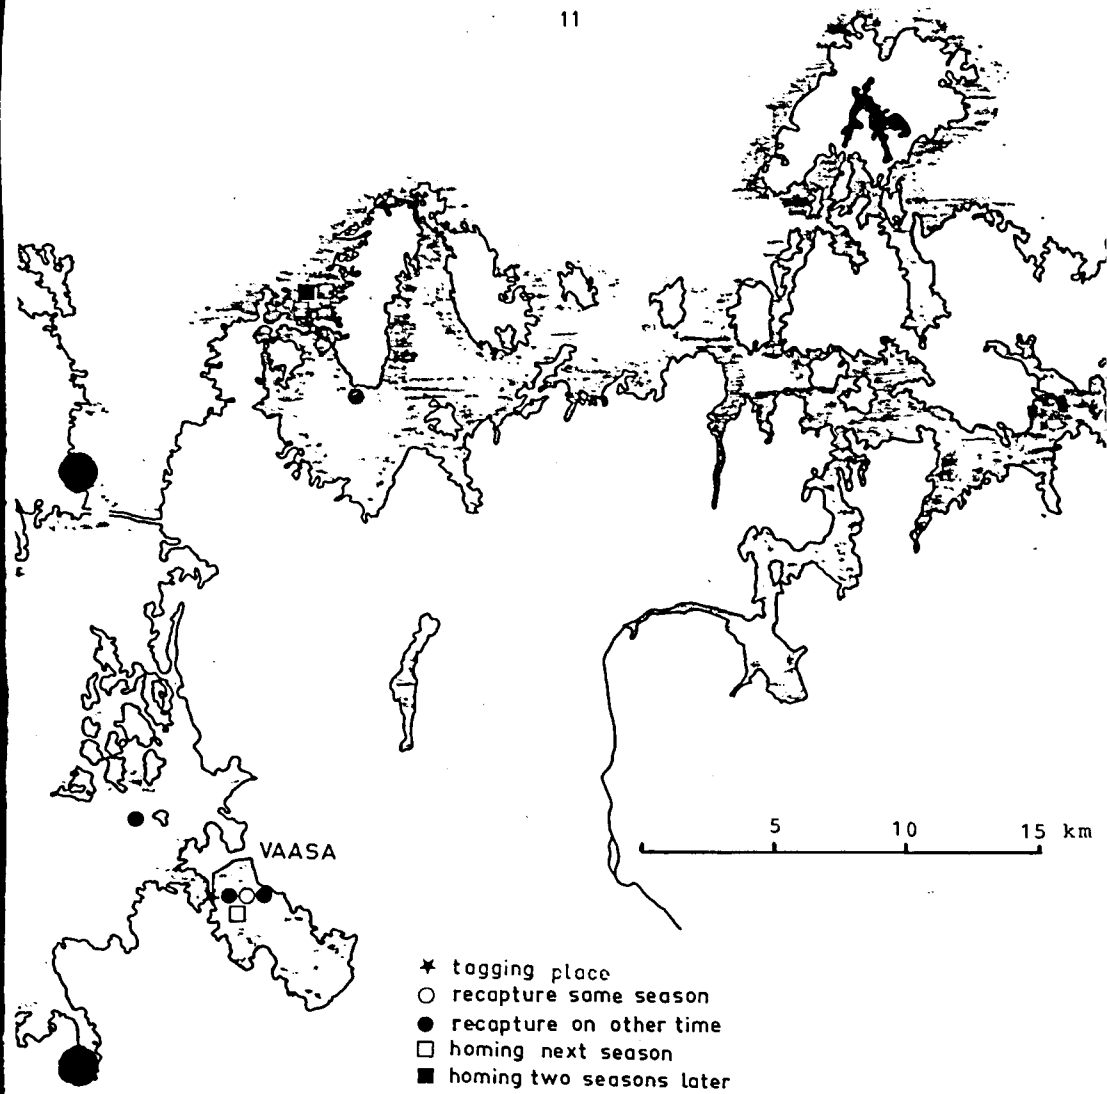 11
VAASA
5 10 15 km
tagging place
recapture same season
recapture on other time
homing next season
homing two seasons later